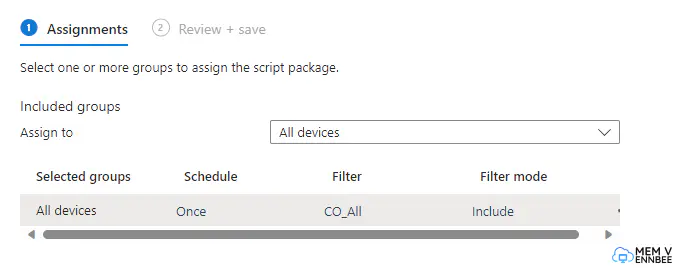 1 Assignments 2 Review + save
Select one or more groups to assign the script package.
Included groups
Assign to All devices
Selected groups Schedule Filter Filter mode
All devices Once CO_All Include
MEM V
ENNBEE